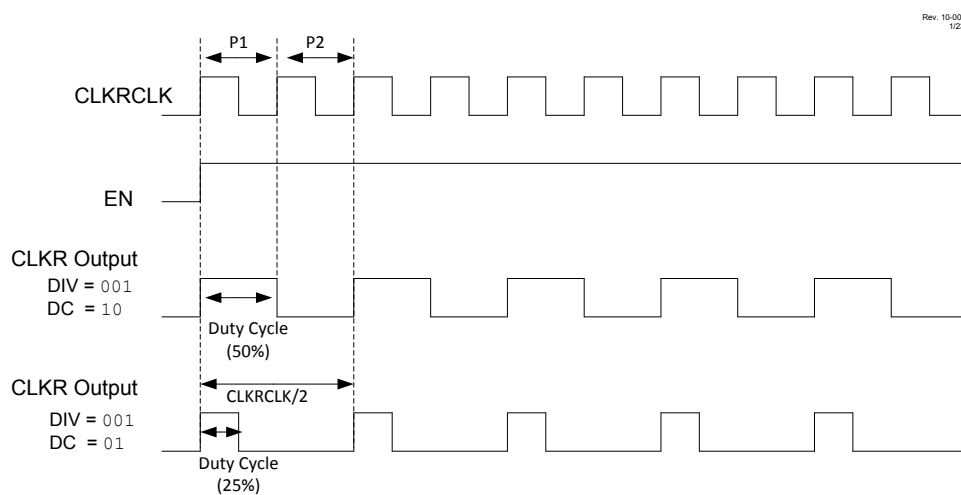 Rev. 10-00
1/2
P1
P2
CLKRCLK
EN
CLKR Output
DIV = 001
DC = 10
Duty Cycle
(50%)
CLKR Output
CLKRCLK/2
DIV = 001
DC = 01
Duty Cycle
(25%)